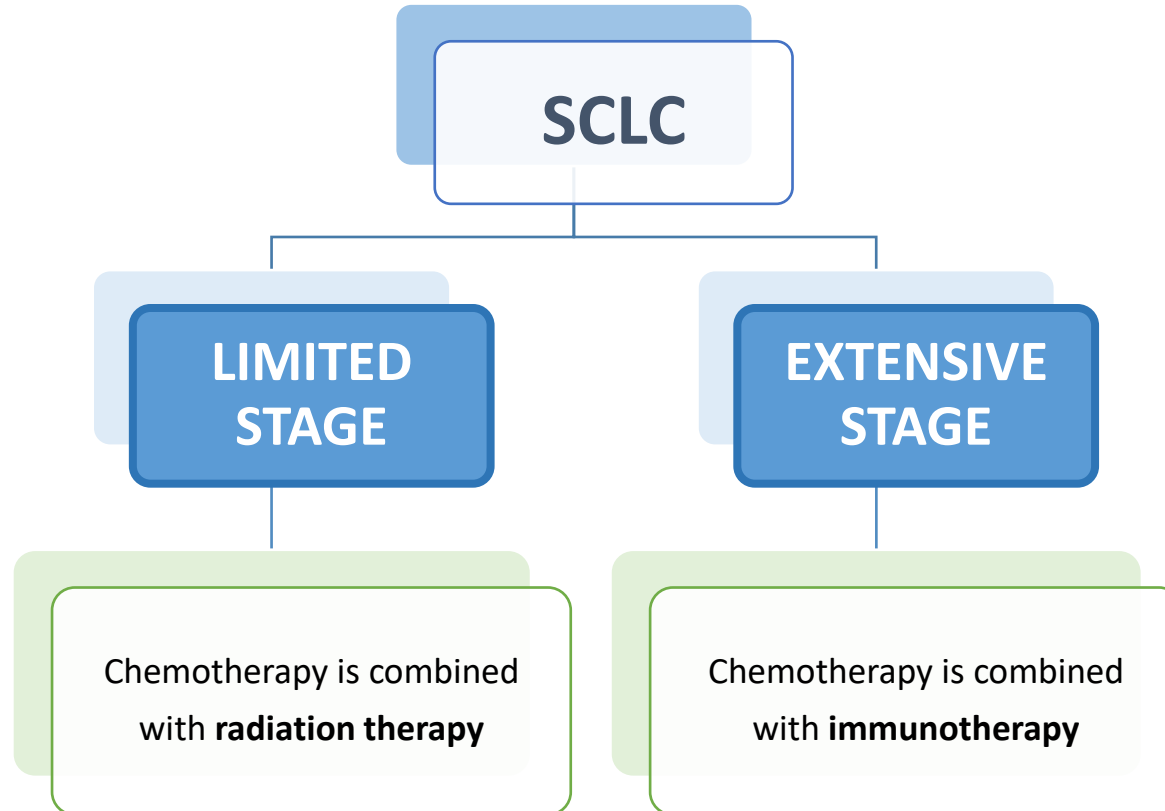 SCLC
LIMITED
STAGE
EXTENSIVE
STAGE
Chemotherapy is combined
with radiation therapy
Chemotherapy is combined
with immunotherapy